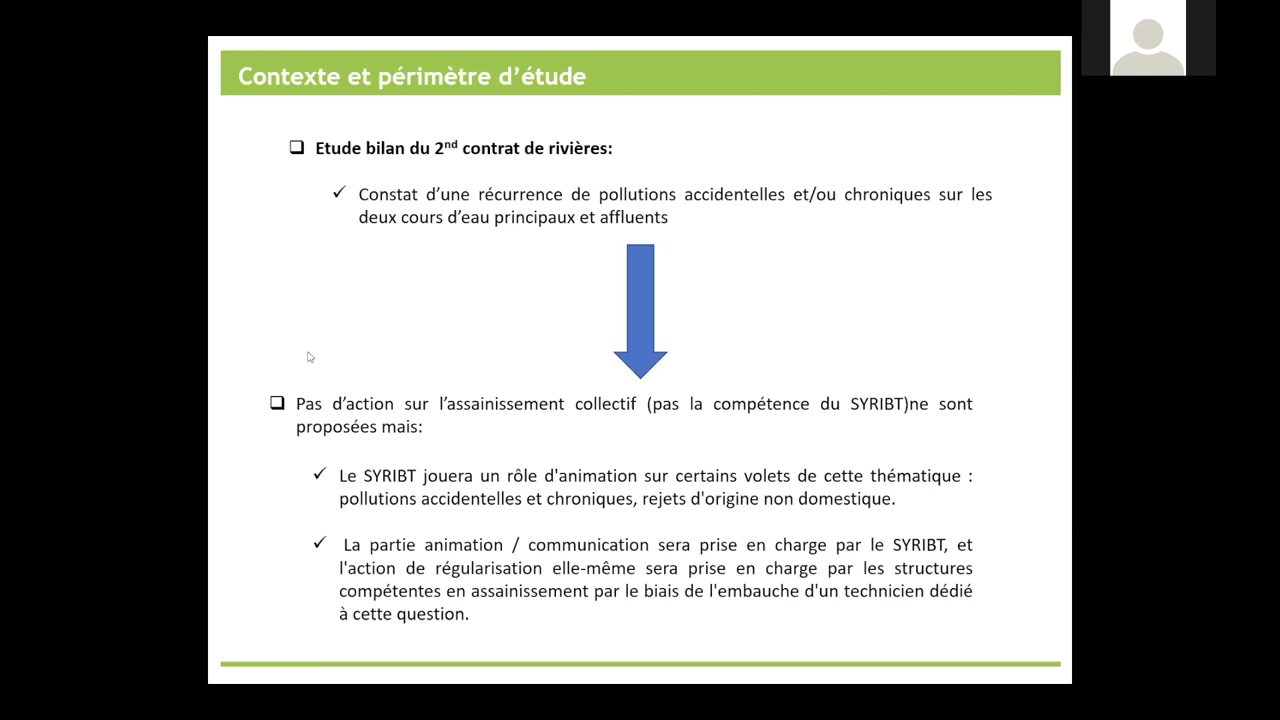 Contexte et périmètre d’étude
Etude bilan du 2nd contrat de rivières:
Constat d’une récurrence de pollutions accidentelles et/ou chroniques sur les
deux cours d’eau principaux et affluents
Pas d’action sur l’assainissement collectif (pas la compétence du SYRIBT)ne sont
proposées mais:
Le SYRIBT jouera un rôle d'animation sur certains volets de cette thématique :
pollutions accidentelles et chroniques, rejets d'origine non domestique.
La partie animation / communication sera prise en charge par le SYRIBT, et
l'action de régularisation elle-même sera prise en charge par les structures
compétentes en assainissement par le biais de l'embauche d'un technicien dédié
à cette question.